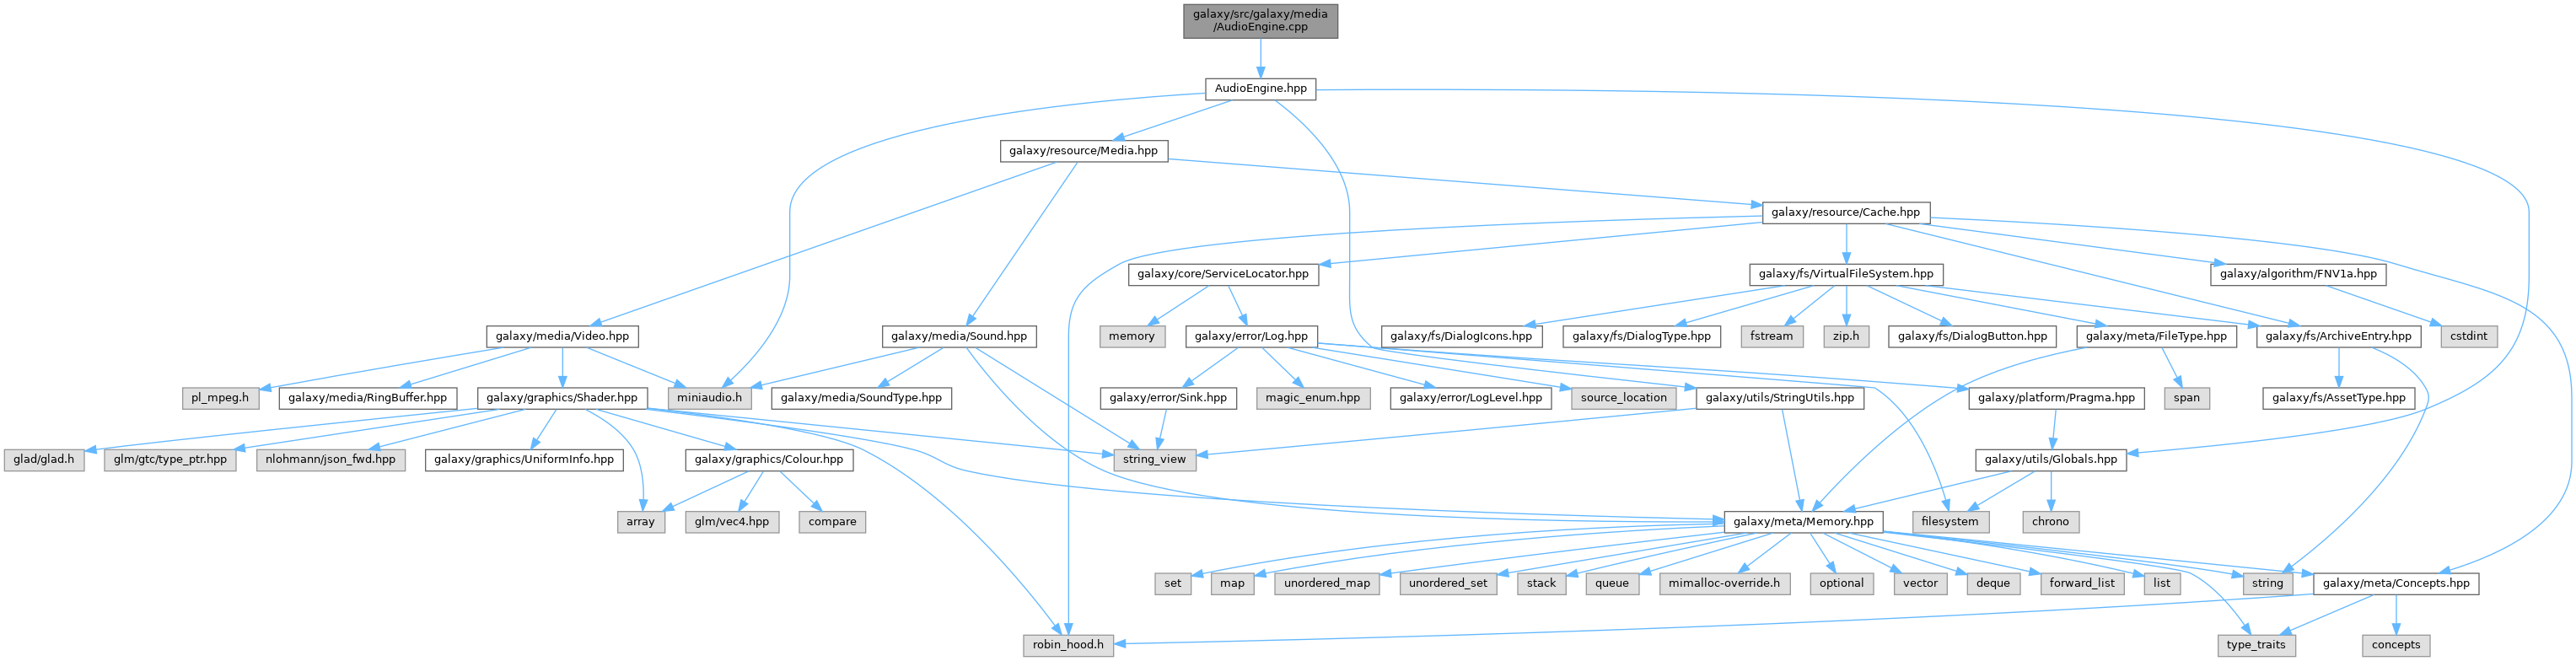 galaxy/src/galaxy/media
/AudioEngine.cpp
AudioEngine.hpp
galaxy/resource/Media.hpp
galaxy/resource/Cache.hpp
galaxy/core/ServiceLocator.hpp
galaxy/fs/VirtualFileSystem.hpp
galaxy/algorithm/FNV1a.hpp
galaxy/media/Video.hpp
galaxy/media/Sound.hpp
memory
galaxy/error/Log.hpp
galaxy/fs/DialogIcons.hpp
galaxy/fs/DialogType.hpp
fstream
zip.h
galaxy/fs/DialogButton.hpp
galaxy/meta/FileType.hpp
galaxy/fs/ArchiveEntry.hpp
cstdint
pl_mpeg.h
galaxy/media/RingBuffer.hpp
galaxy/graphics/Shader.hpp
miniaudio.h
galaxy/media/SoundType.hpp
galaxy/error/Sink.hpp
magic_enum.hpp
galaxy/error/LogLevel.hpp
source_location
galaxy/utils/StringUtils.hpp
galaxy/platform/Pragma.hpp
span
galaxy/fs/AssetType.hpp
glad/glad.h
glm/gtc/type_ptr.hpp
nlohmann/json_fwd.hpp
galaxy/graphics/UniformInfo.hpp
galaxy/graphics/Colour.hpp
string_view
galaxy/utils/Globals.hpp
array
glm/vec4.hpp
compare
galaxy/meta/Memory.hpp
filesystem
chrono
set
map
unordered_map
unordered_set
stack
queue
mimalloc-override.h
optional
vector
deque
forward_list
list
string
galaxy/meta/Concepts.hpp
robin_hood.h
type_traits
concepts